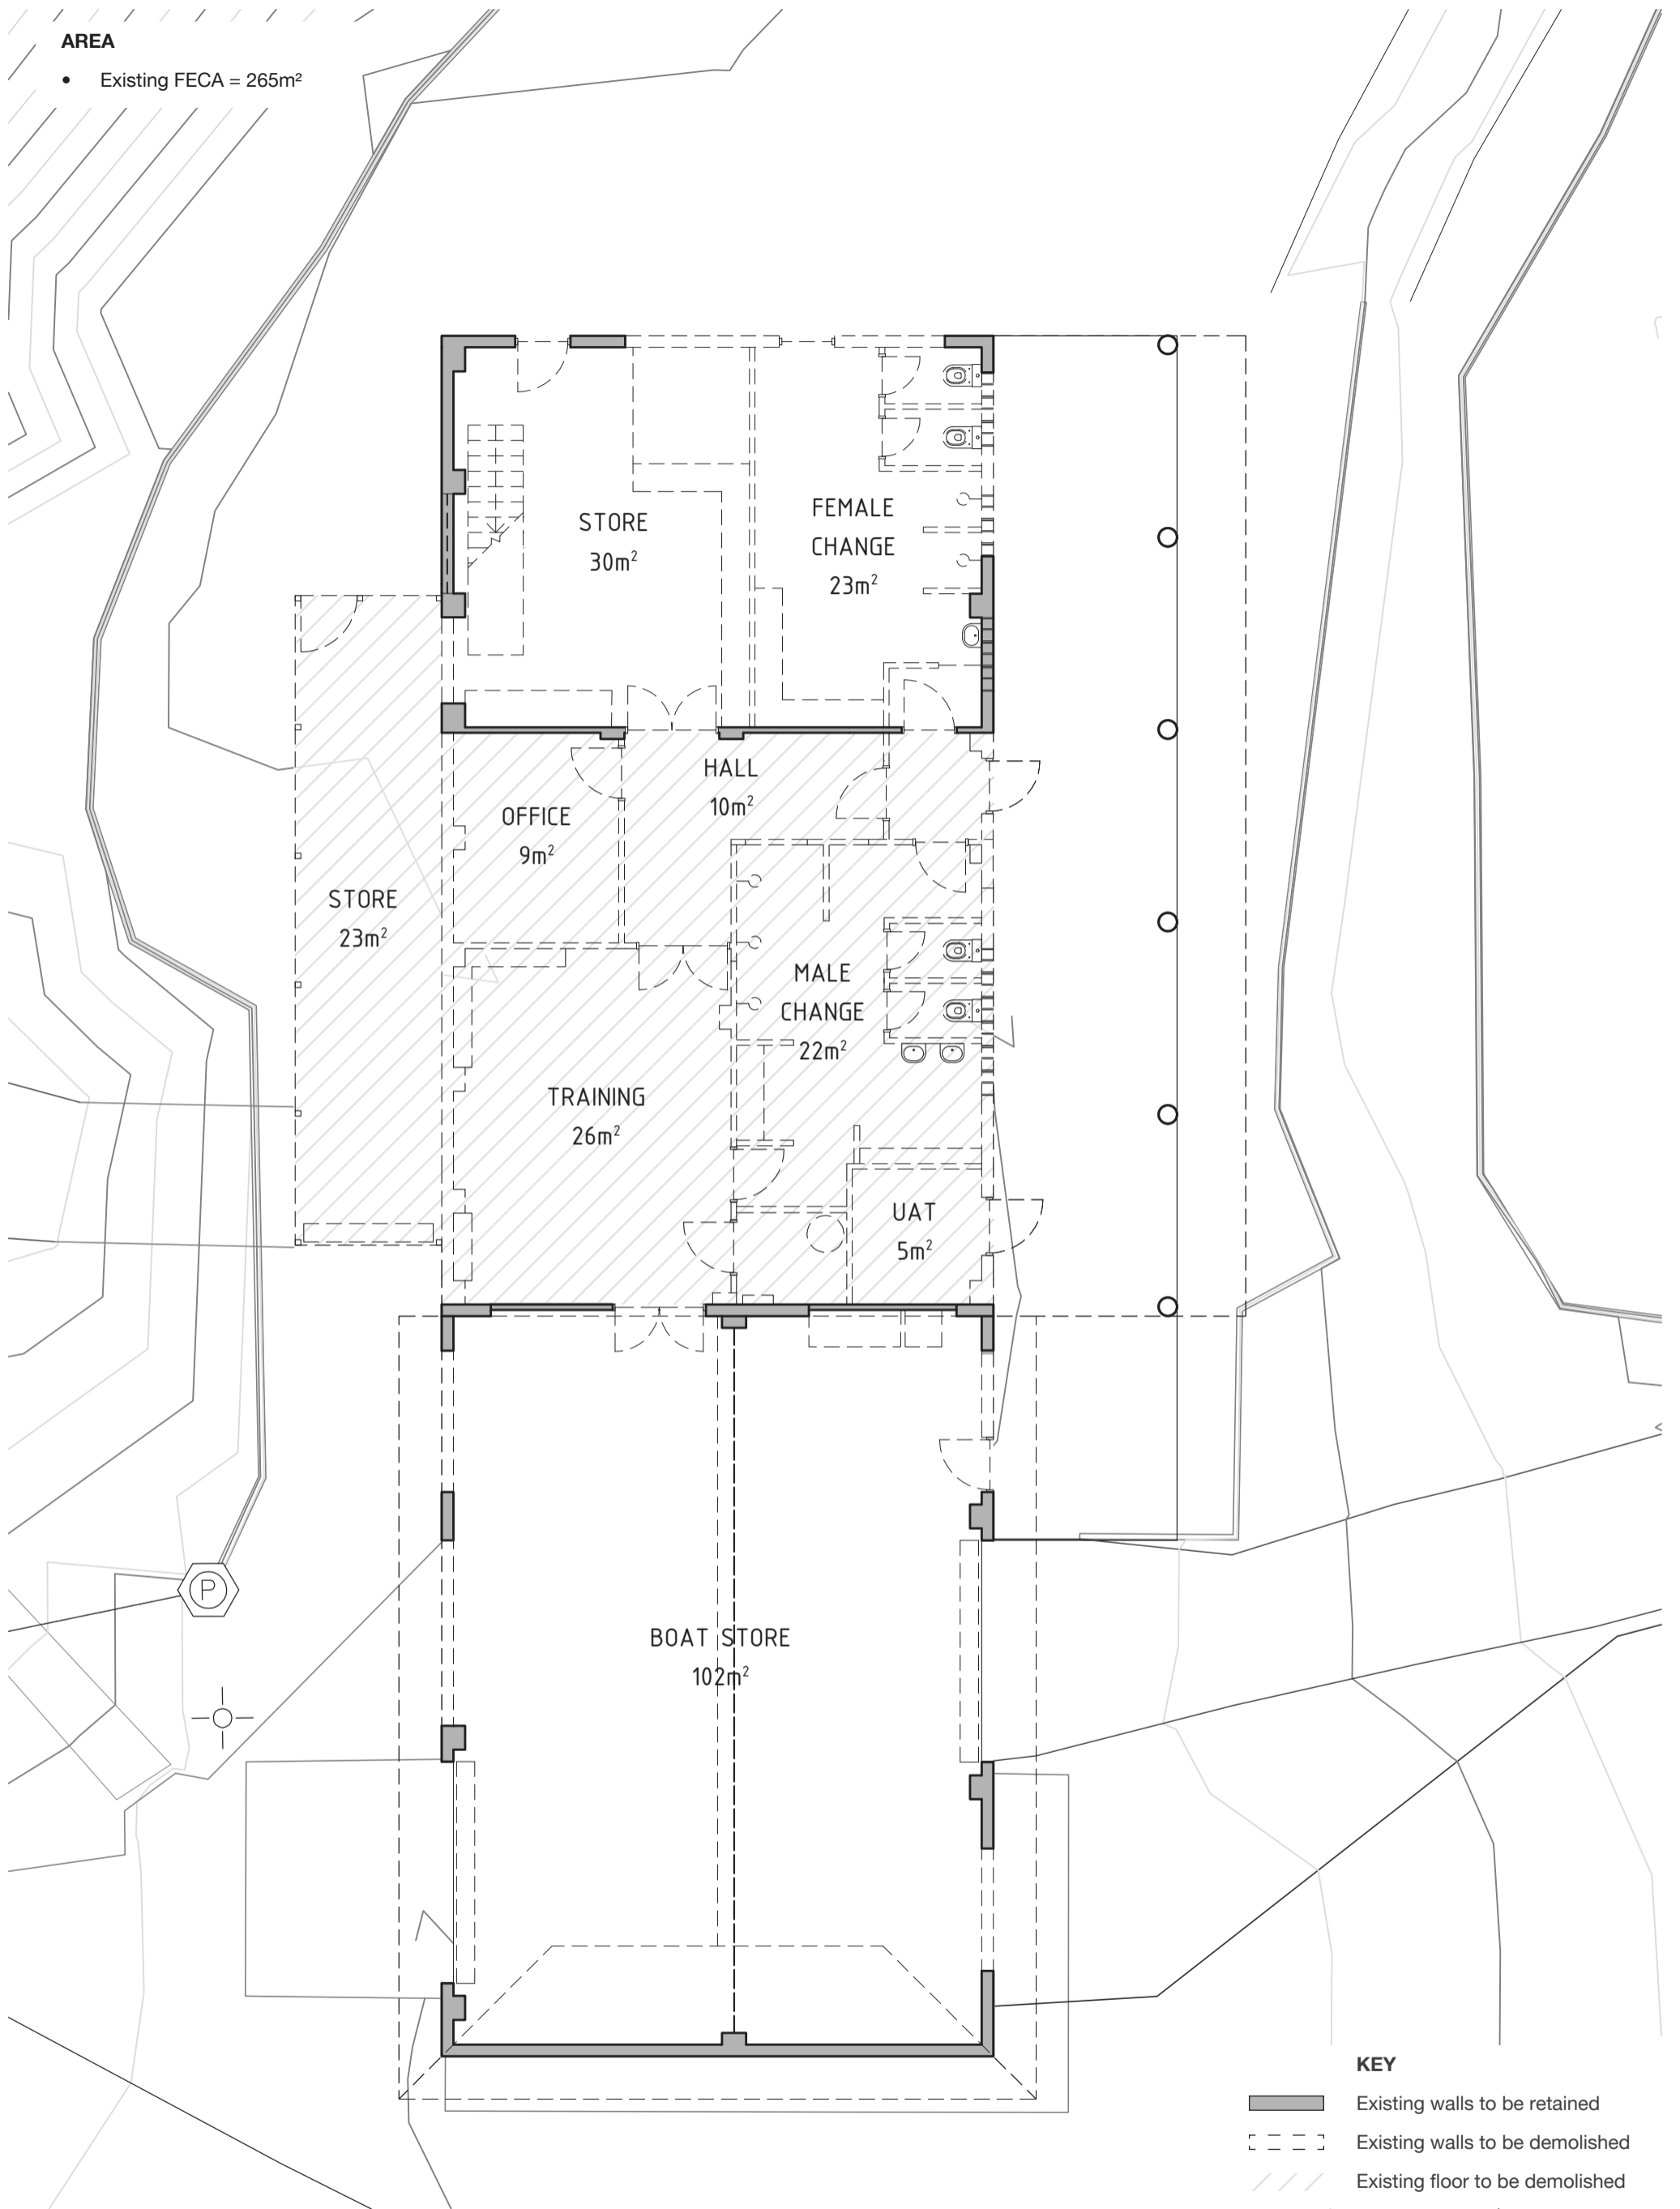 AREA
• Existing FECA = 265m²
STORE
30m²
FEMALE
CHANGE
23m²
HALL
10m²
OFFICE
9m²
STORE
23m²
MALE
CHANGE
22m²
TRAINING
26m²
UAT
5m²
P
BOAT STORE
102m²
KEY
Existing walls to be retained
Existing walls to be demolished
Existing floor to be demolished